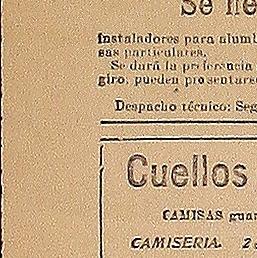 Se ne
Instaladores para alumb
sas particulares.
Se dará la preferencia
giro, pueden presentarse
Despacho técnico: Seg
Cuellos
CAMISAS guar
CAMISERIA. 2